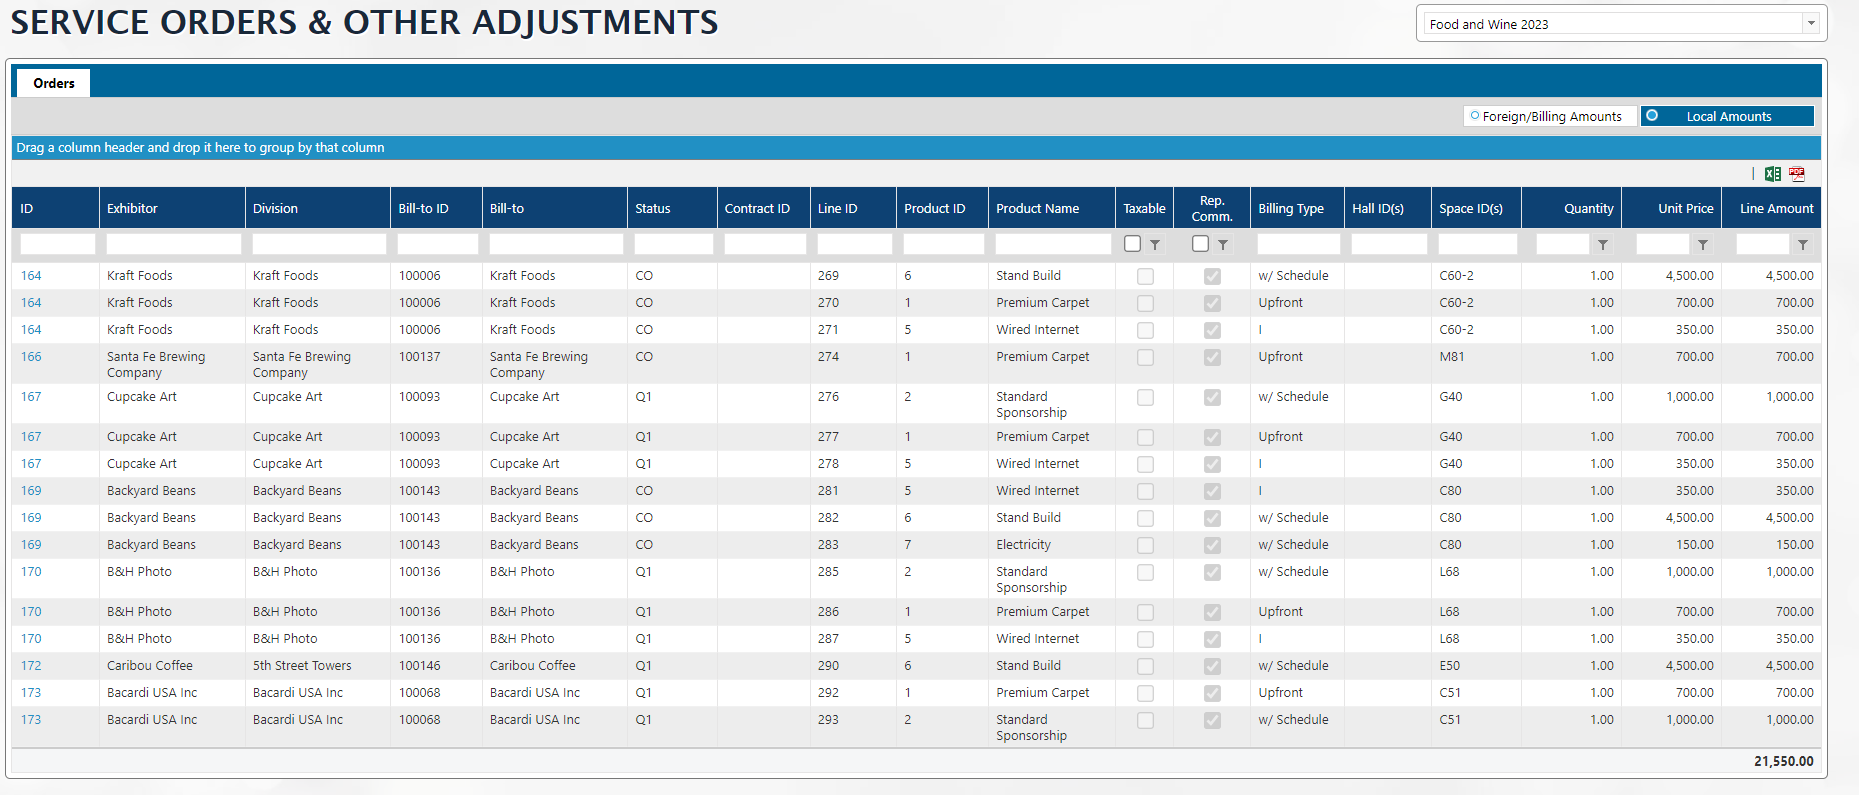 SERVICE ORDERS & OTHER ADJUSTMENTS
Food and Wine 2023
Orders
Foreign/Billing Amounts Local Amounts
Drag a column header and drop it here to group by that column
ID Exhibitor Division Bill-to ID Bill-to Status Contract ID Line ID Product ID Product Name Taxable Rep. Comm. Billing Type Hall ID(s) Space ID(s) Quantity Unit Price Line Amount
164 Kraft Foods Kraft Foods 100006 Kraft Foods CO 269 6 Stand Build w/ Schedule C60-2 1.00 4,500.00 4,500.00
164 Kraft Foods Kraft Foods 100006 Kraft Foods CO 270 1 Premium Carpet Upfront C60-2 1.00 700.00 700.00
164 Kraft Foods Kraft Foods 100006 Kraft Foods CO 271 5 Wired Internet I C60-2 1.00 350.00 350.00
166 Santa Fe Brewing Company Santa Fe Brewing Company 100137 Santa Fe Brewing Company CO 274 1 Premium Carpet Upfront M81 1.00 700.00 700.00
167 Cupcake Art Cupcake Art 100093 Cupcake Art Q1 276 2 Standard Sponsorship w/ Schedule G40 1.00 1,000.00 1,000.00
167 Cupcake Art Cupcake Art 100093 Cupcake Art Q1 277 1 Premium Carpet Upfront G40 1.00 700.00 700.00
167 Cupcake Art Cupcake Art 100093 Cupcake Art Q1 278 5 Wired Internet I G40 1.00 350.00 350.00
169 Backyard Beans Backyard Beans 100143 Backyard Beans CO 281 5 Wired Internet I C80 1.00 350.00 350.00
169 Backyard Beans Backyard Beans 100143 Backyard Beans CO 282 6 Stand Build w/ Schedule C80 1.00 4,500.00 4,500.00
169 Backyard Beans Backyard Beans 100143 Backyard Beans CO 283 7 Electricity w/ Schedule C80 1.00 150.00 150.00
170 B&H Photo B&H Photo 100136 B&H Photo Q1 285 2 Standard Sponsorship w/ Schedule L68 1.00 1,000.00 1,000.00
170 B&H Photo B&H Photo 100136 B&H Photo Q1 286 1 Premium Carpet Upfront L68 1.00 700.00 700.00
170 B&H Photo B&H Photo 100136 B&H Photo Q1 287 5 Wired Internet I L68 1.00 350.00 350.00
172 Caribou Coffee 5th Street Towers 100146 Caribou Coffee Q1 290 6 Stand Build w/ Schedule E50 1.00 4,500.00 4,500.00
173 Bacardi USA Inc Bacardi USA Inc 100068 Bacardi USA Inc Q1 292 1 Premium Carpet Upfront C51 1.00 700.00 700.00
173 Bacardi USA Inc Bacardi USA Inc 100068 Bacardi USA Inc Q1 293 2 Standard Sponsorship w/ Schedule C51 1.00 1,000.00 1,000.00
21,550.00